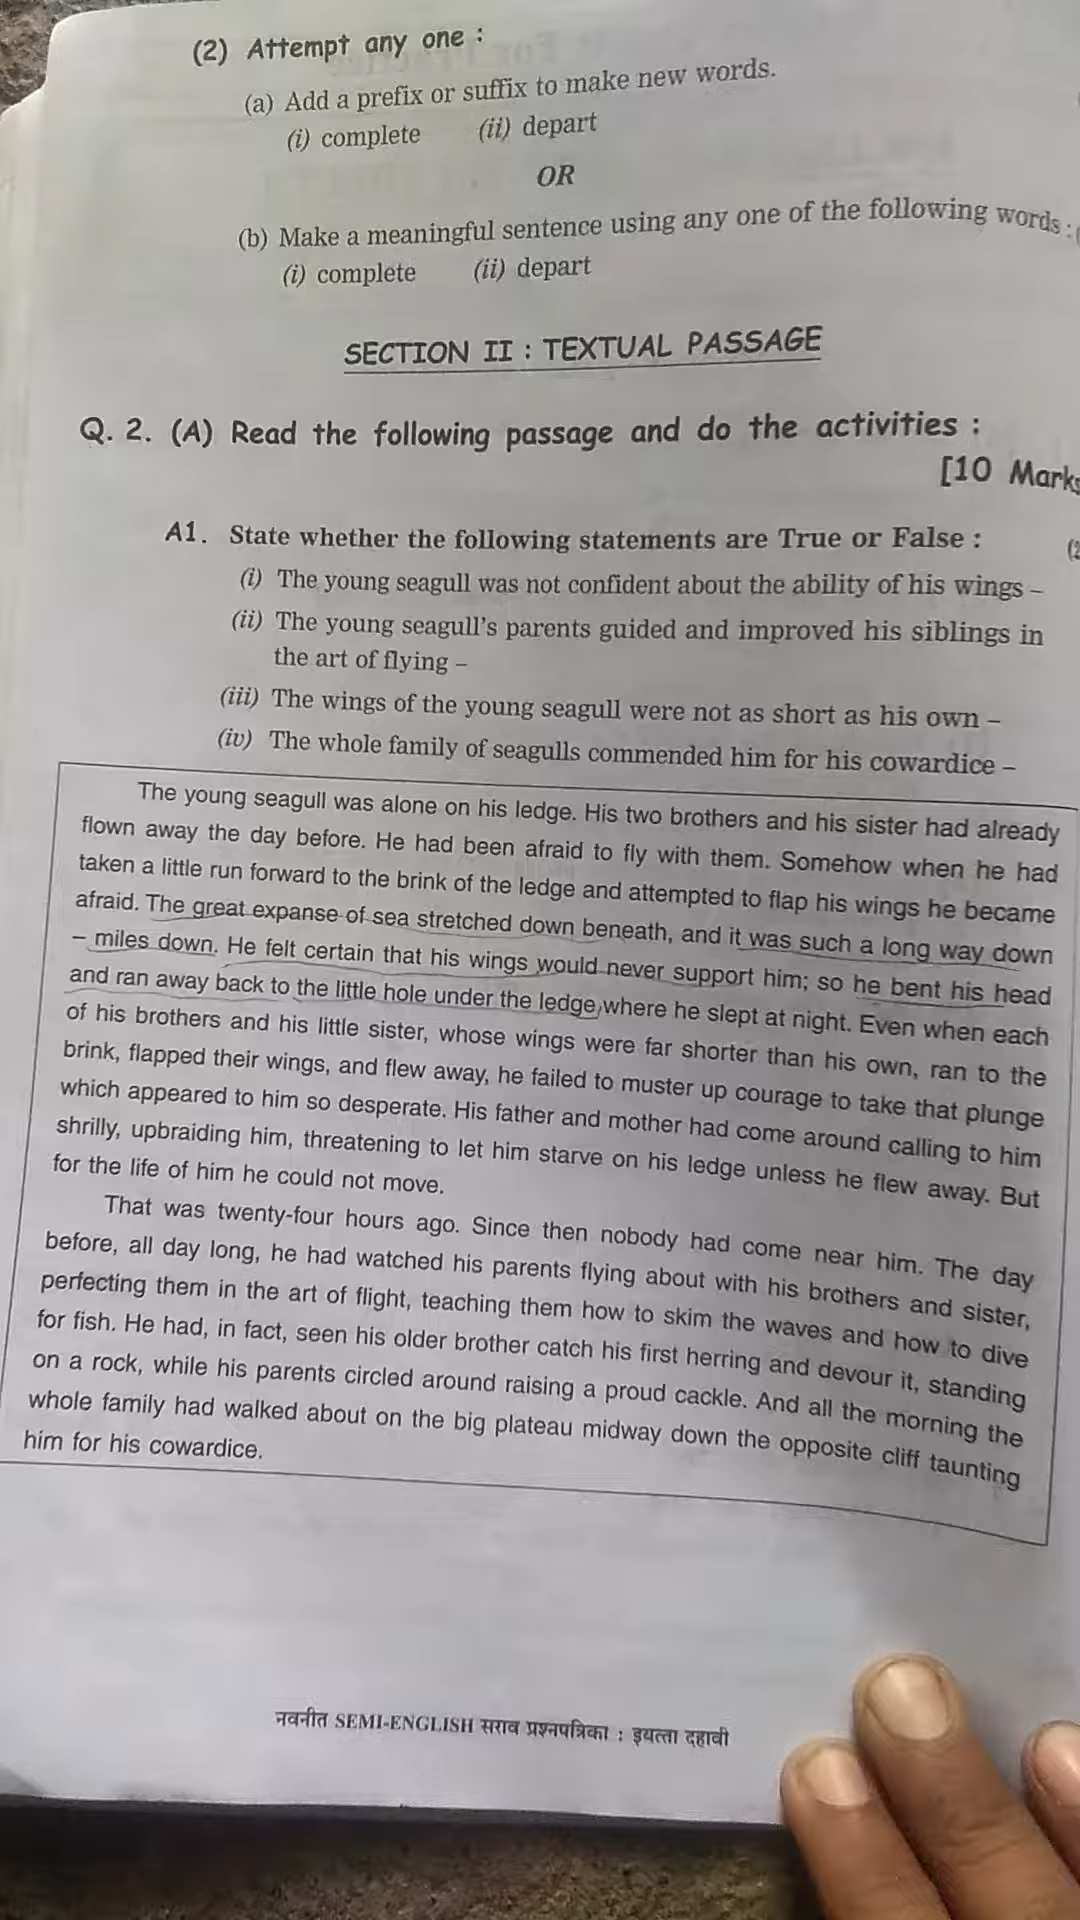 (2) Attempt any one :
(a) Add a prefix or suffix to make new words.
(i) complete (ii) depart
OR
(b) Make a meaningful sentence using any one of the following words :
(i) complete (ii) depart
SECTION II : TEXTUAL PASSAGE
Q. 2. (A) Read the following passage and do the activities :
[10 Marks
A1. State whether the following statements are True or False : (2
(i) The young seagull was not confident about the ability of his wings –
(ii) The young seagull's parents guided and improved his siblings in
the art of flying –
(iii) The wings of the young seagull were not as short as his own –
(iv) The whole family of seagulls commended him for his cowardice –
The young seagull was alone on his ledge. His two brothers and his sister had already
flown away the day before. He had been afraid to fly with them. Somehow when he had
taken a little run forward to the brink of the ledge and attempted to flap his wings he became
afraid. The great expanse of sea stretched down beneath, and it was such a long way down
– miles down. He felt certain that his wings would never support him; so he bent his head
and ran away back to the little hole under the ledge, where he slept at night. Even when each
of his brothers and his little sister, whose wings were far shorter than his own, ran to the
brink, flapped their wings, and flew away, he failed to muster up courage to take that plunge
which appeared to him so desperate. His father and mother had come around calling to him
shrilly, upbraiding him, threatening to let him starve on his ledge unless he flew away. But
for the life of him he could not move.
That was twenty-four hours ago. Since then nobody had come near him. The day
before, all day long, he had watched his parents flying about with his brothers and sister,
perfecting them in the art of flight, teaching them how to skim the waves and how to dive
for fish. He had, in fact, seen his older brother catch his first herring and devour it, standing
on a rock, while his parents circled around raising a proud cackle. And all the morning the
whole family had walked about on the big plateau midway down the opposite cliff taunting
him for his cowardice.
नवनीत SEMI-ENGLISH सराव प्रश्नपत्रिका : इयत्ता दहावी